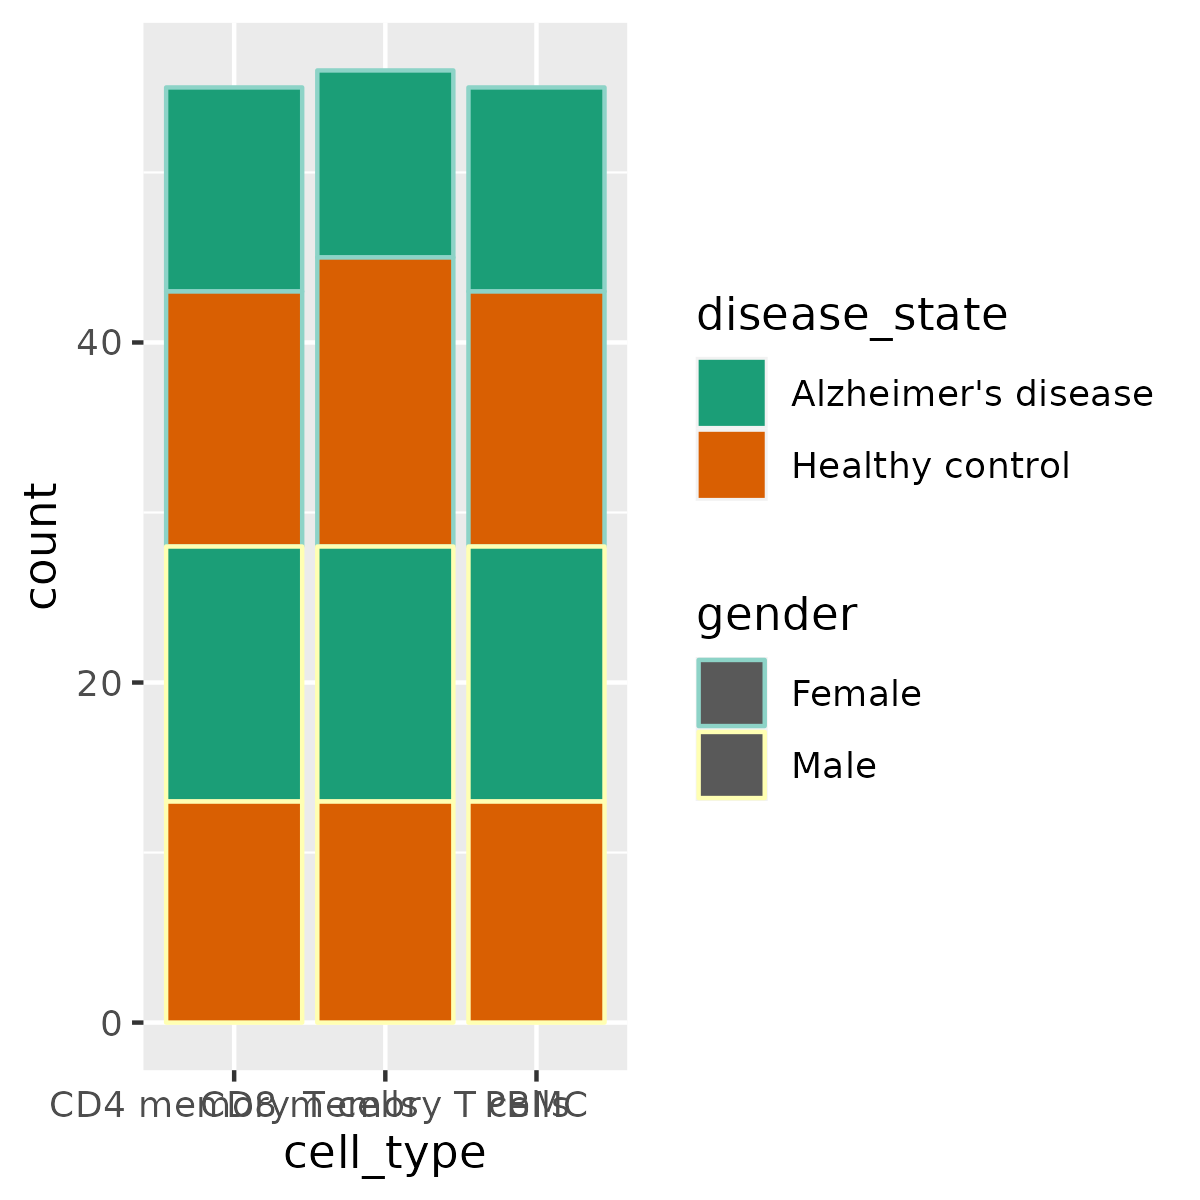 40
20
0
count
CD4 memory T cells
CD8 memory T cells
PBMC
cell_type
disease_state
Alzheimer's disease
Healthy control
gender
Female
Male